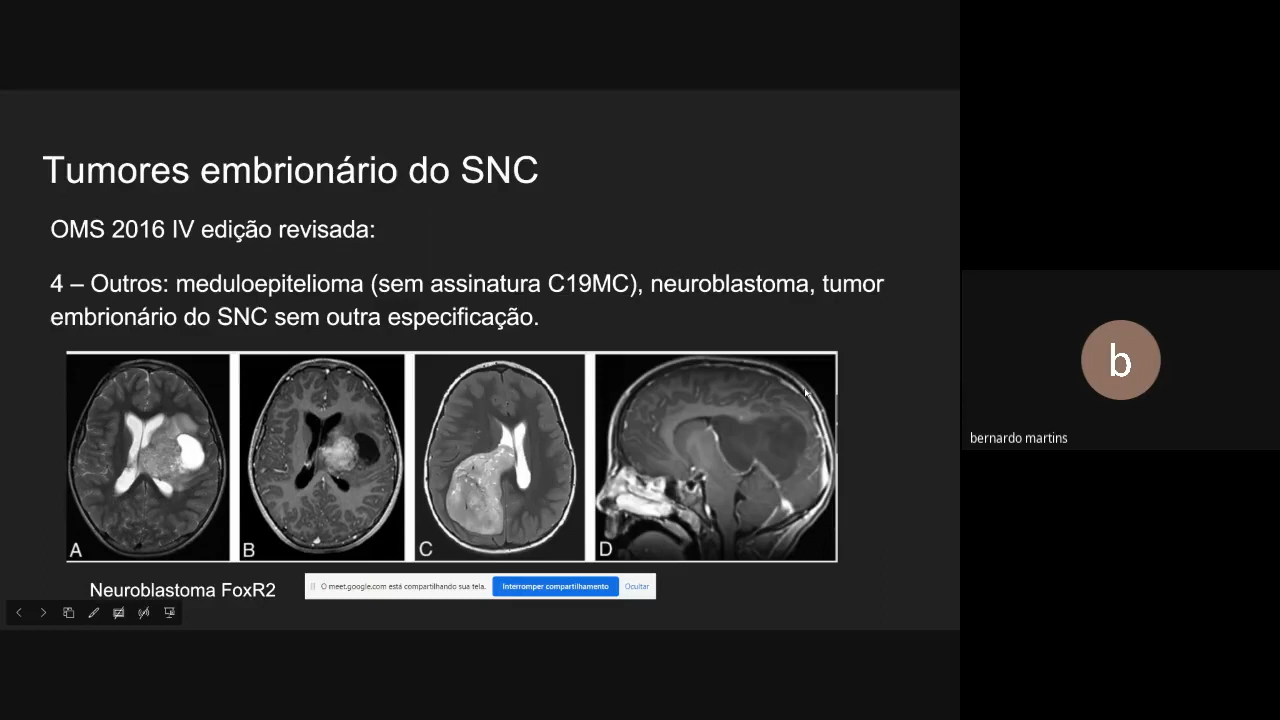 Tumores embrionário do SNC
OMS 2016 IV edição revisada:
4 – Outros: meduloepitelioma (sem assinatura C19MC), neuroblastoma, tumor
embrionário do SNC sem outra especificação.
A
B
C
D
Neuroblastoma FoxR2
O meet.google.com está compartilhando sua tela.
Interromper compartilhamento
Ocultar
b
bernardo martins